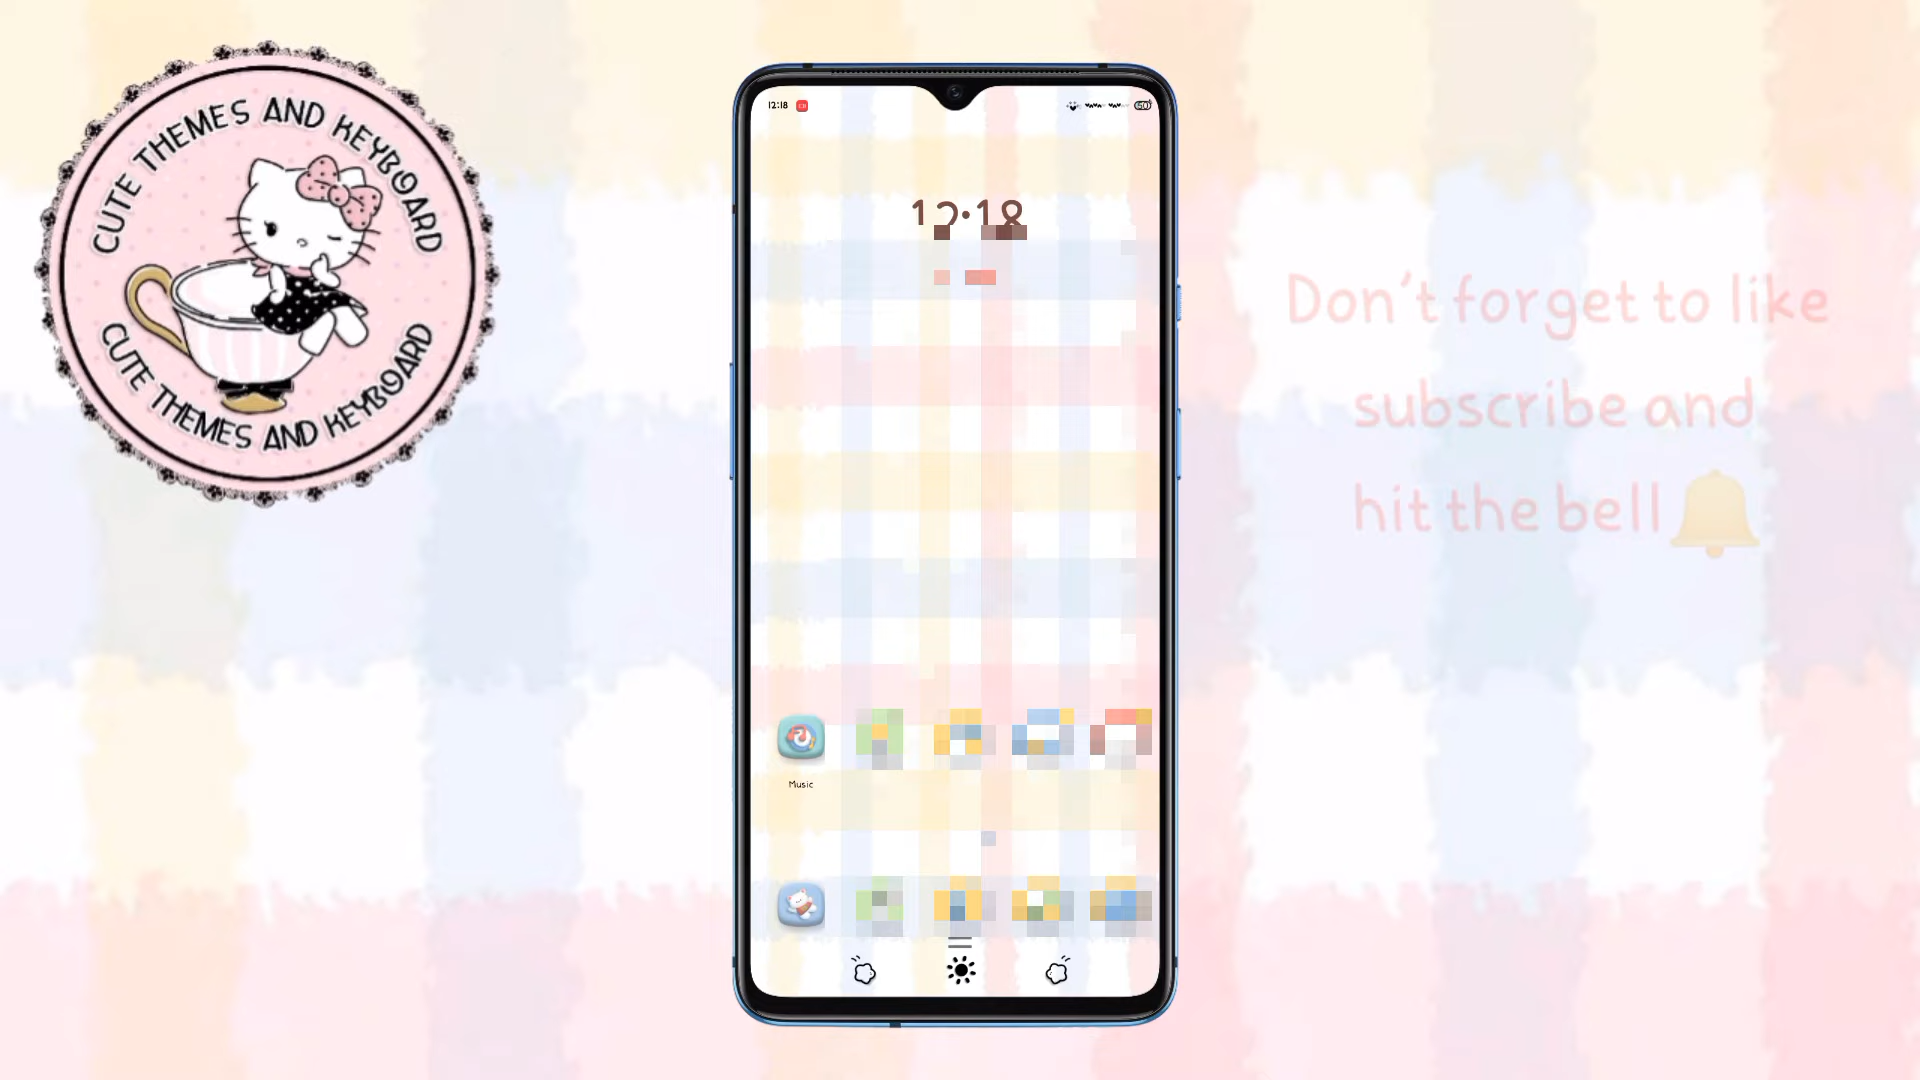 CUTE THEMES AND KEYBOARD
CUTE THEMES AND KEYBOARD
12:18
50
12:18
Music
Don't forget to like
subscribe and
hit the bell